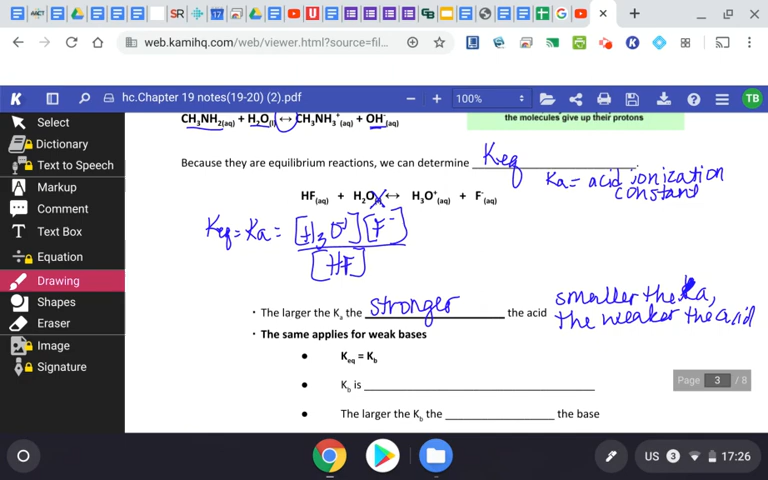 web.kamihq.com/web/viewer.html?source=fil...
K hc.Chapter 19 notes(19-20) (2).pdf 100% TB
Select
Dictionary
Text to Speech
Markup
Comment
Text Box
Equation
Drawing
Shapes
Eraser
Image
Signature
CH3NH2(aq) + H2O(l) ↔ CH3NH3+(aq) + OH-(aq)
the molecules give up their protons
Because they are equilibrium reactions, we can determine Keq
Ka = acid ionization
constant
HF(aq) + H2O ↔ H3O+(aq) + F-(aq)
Keq = Ka = [H3O+][F-]
[HF]
· The larger the Ka the stronger the acid
smaller the Ka,
the weaker the acid
· The same applies for weak bases
● Keq = Kb
● Kb is
● The larger the Kb the the base
Page 3 / 8
US 3 17:26